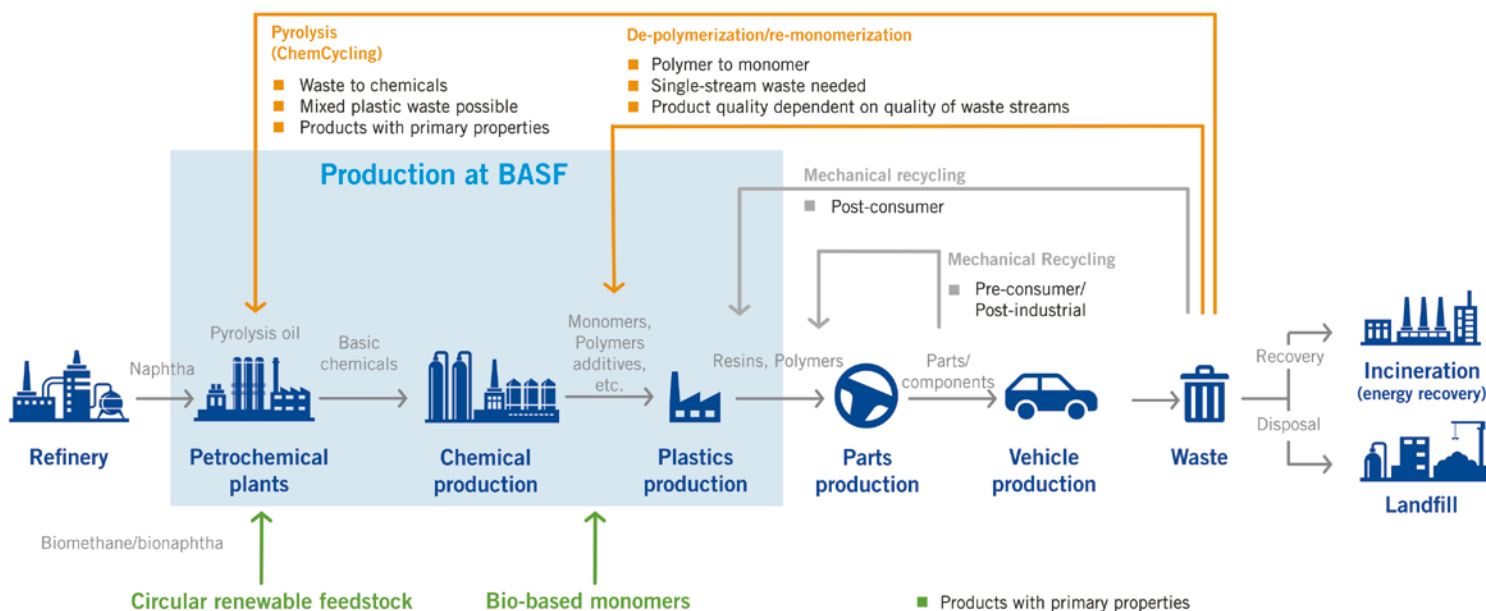 Pyrolysis
(ChemCycling)
Waste to chemicals
Mixed plastic waste possible
Products with primary properties
De-polymerization/re-monomerization
Polymer to monomer
Single-stream waste needed
Product quality dependent on quality of waste streams
Production at BASF
Mechanical recycling
Post-consumer
Mechanical Recycling
Pre-consumer/
Post-industrial
Naphtha
Pyrolysis oil
Basic
chemicals
Monomers,
Polymers
additives,
etc.
Resins, Polymers
Parts/
components
Recovery
Disposal
Refinery
Petrochemical
plants
Chemical
production
Plastics
production
Parts
production
Vehicle
production
Waste
Incineration
(energy recovery)
Landfill
Biomethane/bionaphtha
Circular renewable feedstock
Bio-based monomers
Products with primary properties